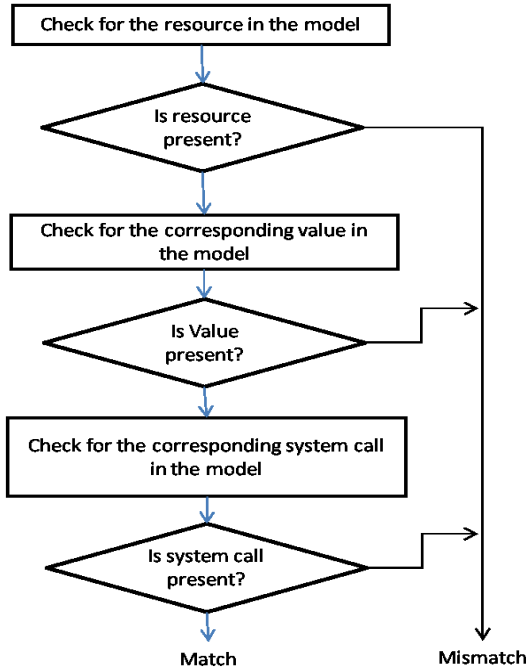 Check for the resource in the model
Is resource
present?
Check for the corresponding value in
the model
Is Value
present?
Check for the corresponding system call
in the model
Is system call
present?
Match
Mismatch